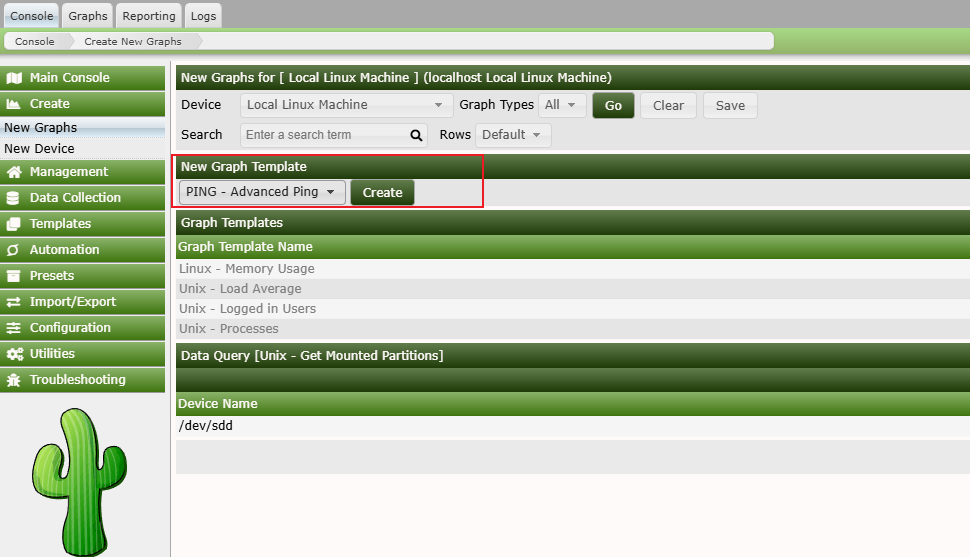 Console Graphs Reporting Logs
Console Create New Graphs
Main Console
Create
New Graphs
New Device
Management
Data Collection
Templates
Automation
Presets
Import/Export
Configuration
Utilities
Troubleshooting
New Graphs for [ Local Linux Machine ] (localhost Local Linux Machine)
Device Local Linux Machine Graph Types All Go Clear Save
Search Enter a search term Rows Default
New Graph Template
PING - Advanced Ping Create
Graph Templates
Graph Template Name
Linux - Memory Usage
Unix - Load Average
Unix - Logged in Users
Unix - Processes
Data Query [Unix - Get Mounted Partitions]
Device Name
/dev/sdd